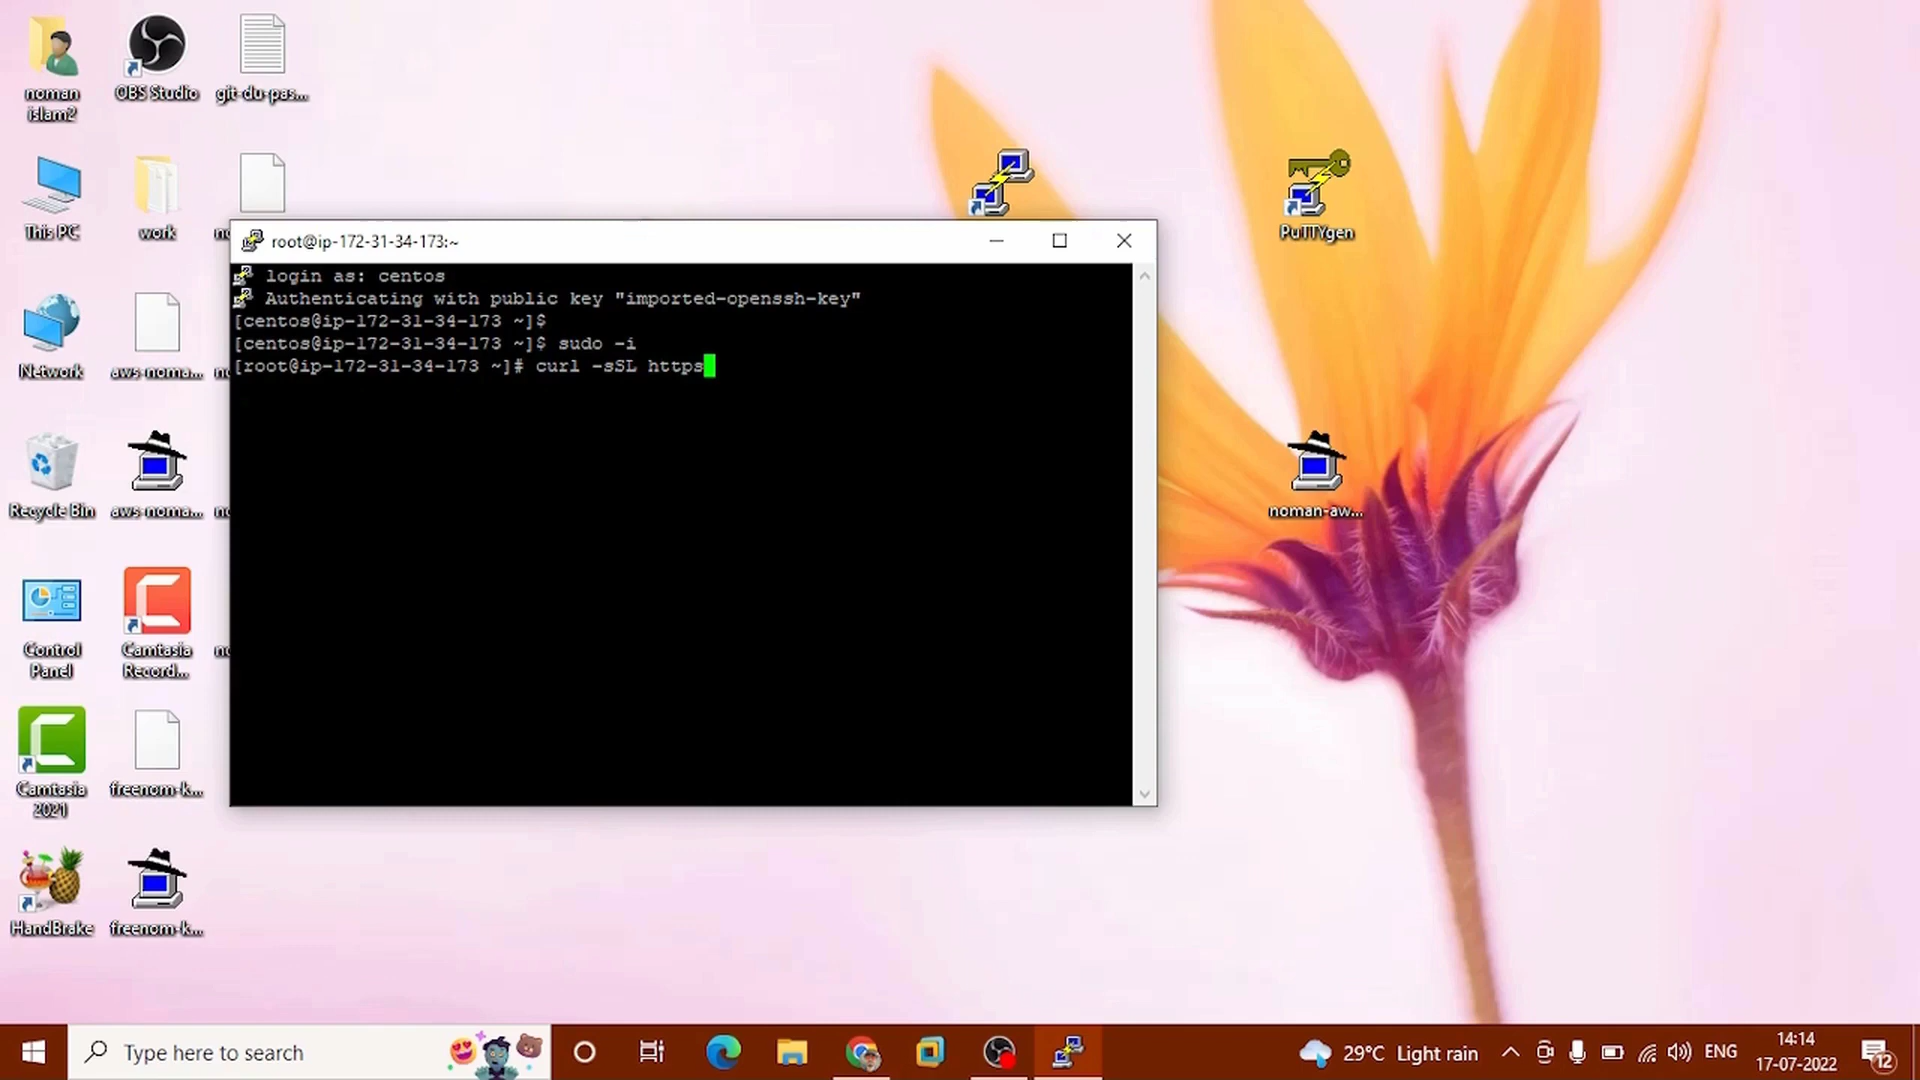 noman
islam2
OBS Studio
git-du-pas...
This PC
work
PuTTYgen
Network
aws-noma...
Recycle Bin
aws-noma...
noman-aw...
Control
Panel
Camtasia
Record...
Camtasia
2021
freenom-k...
HandBrake
freenom-k...
root@ip-172-31-34-173:~
login as: centos
Authenticating with public key "imported-openssh-key"
[centos@ip-172-31-34-173 ~]$
[centos@ip-172-31-34-173 ~]$ sudo -i
[root@ip-172-31-34-173 ~]# curl -sSL https
Type here to search
29°C Light rain
ENG
14:14
17-07-2022
12